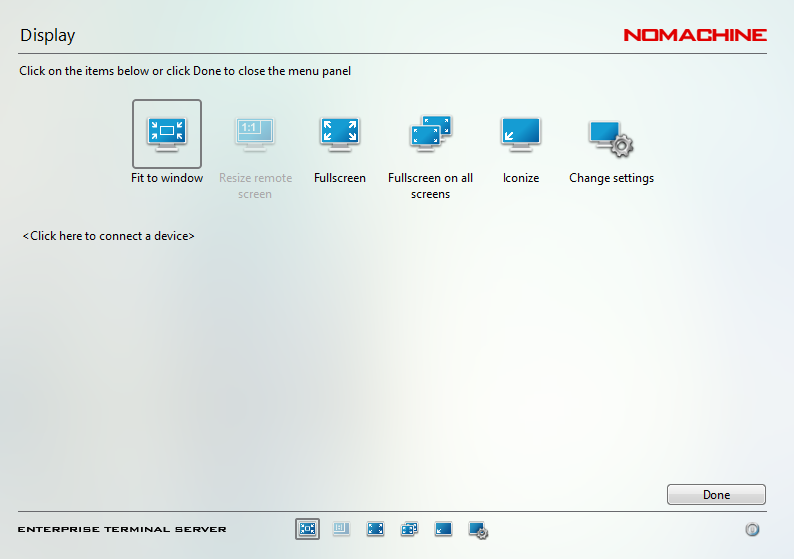 Display
NOMACHINE
Click on the items below or click Done to close the menu panel
1:1
Fit to window
Resize remote
screen
Fullscreen
Fullscreen on all
screens
Iconize
Change settings
<Click here to connect a device>
Done
ENTERPRISE TERMINAL SERVER